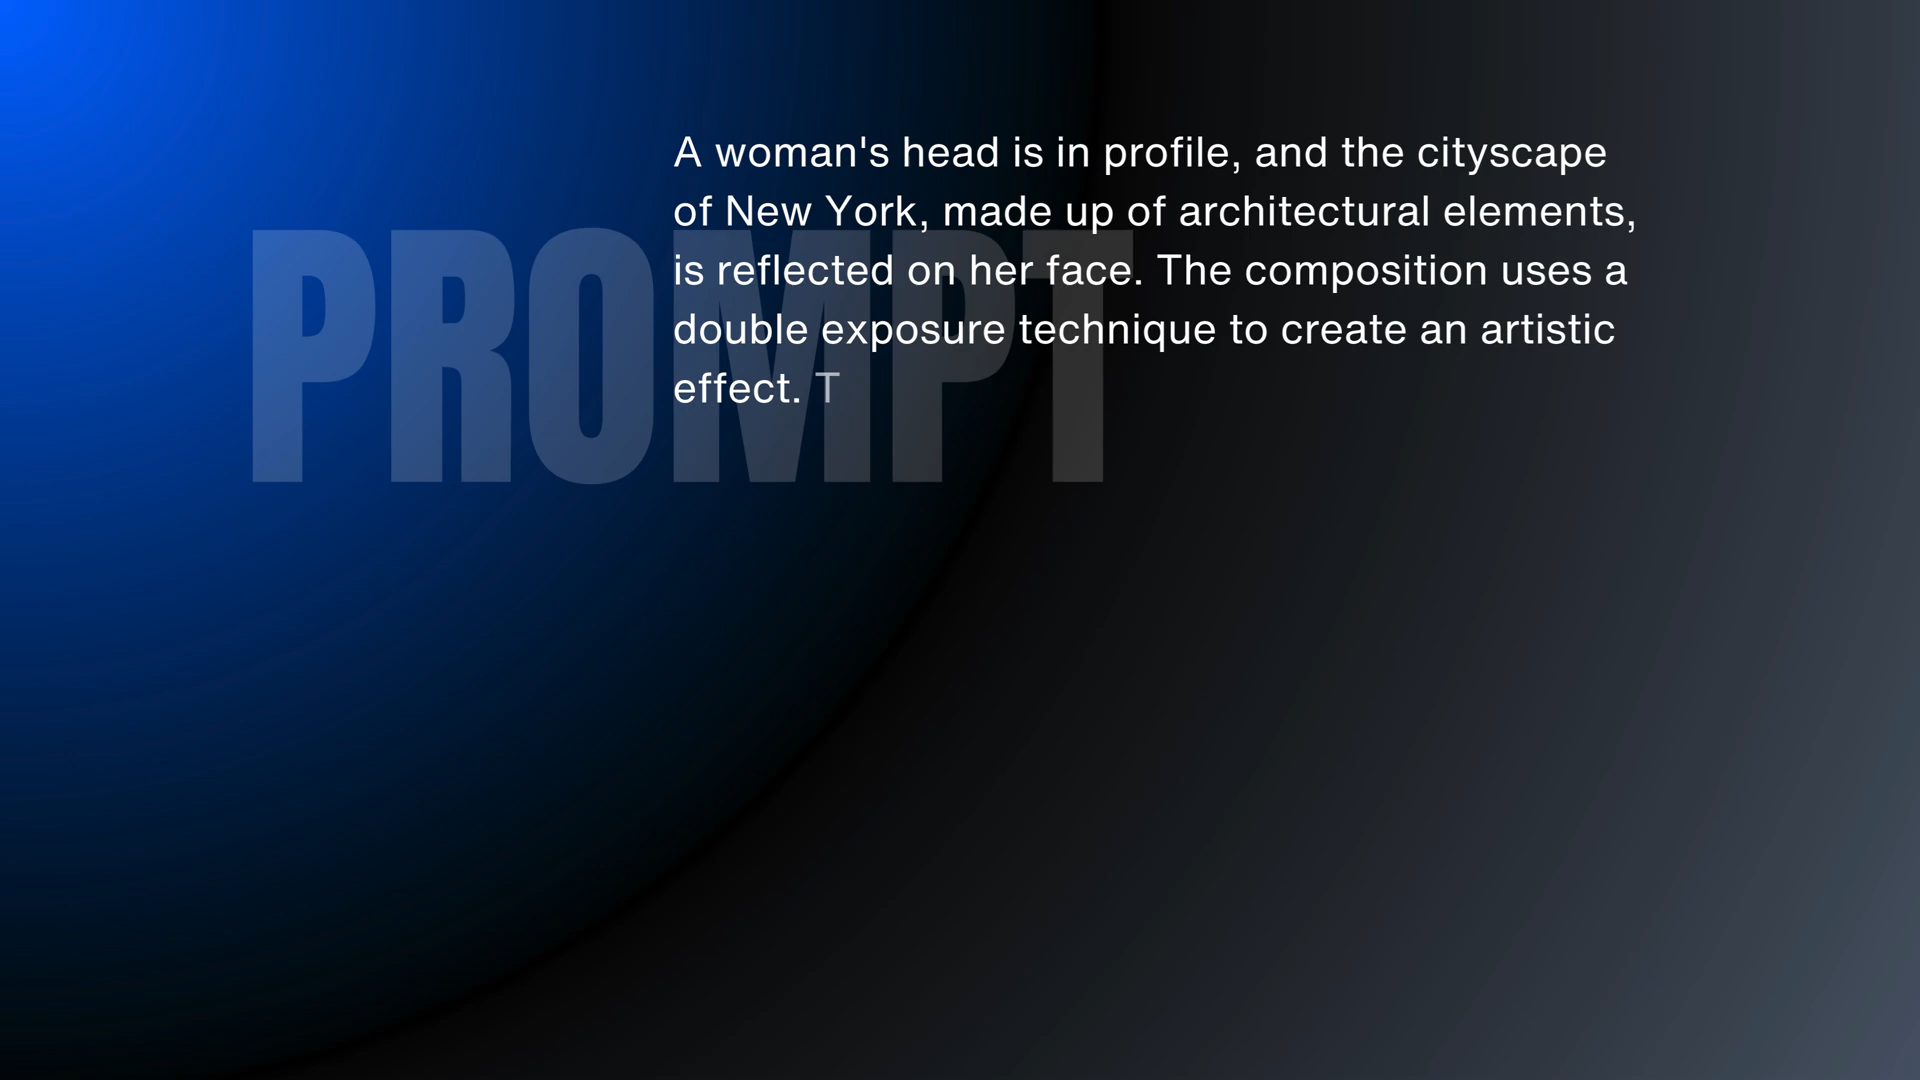 A woman's head is in profile, and the cityscape
of New York, made up of architectural elements,
is reflected on her face. The composition uses a
double exposure technique to create an artistic
effect. T
PROMPT